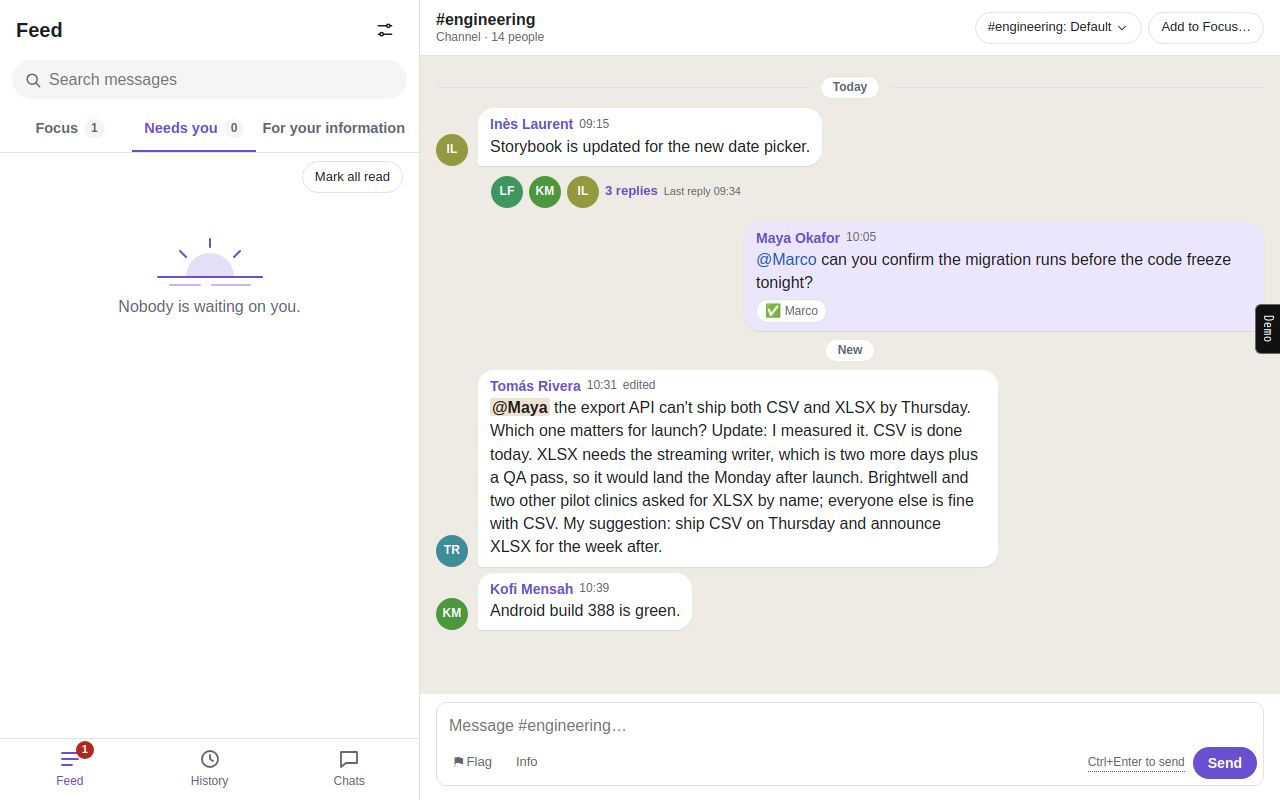 Feed
Search messages
Focus 1
Needs you 0
For your information
Mark all read
Nobody is waiting on you.
1
Feed
History
Chats
#engineering
Channel · 14 people
#engineering: Default
Add to Focus…
Today
IL
Inès Laurent 09:15
Storybook is updated for the new date picker.
LF KM IL 3 replies Last reply 09:34
Maya Okafor 10:05
@Marco can you confirm the migration runs before the code freeze
tonight?
✅ Marco
Demo
New
Tomás Rivera 10:31 edited
@Maya the export API can't ship both CSV and XLSX by Thursday.
Which one matters for launch? Update: I measured it. CSV is done
today. XLSX needs the streaming writer, which is two more days plus
a QA pass, so it would land the Monday after launch. Brightwell and
two other pilot clinics asked for XLSX by name; everyone else is fine
with CSV. My suggestion: ship CSV on Thursday and announce
XLSX for the week after.
TR
Kofi Mensah 10:39
Android build 388 is green.
KM
Message #engineering…
Flag
Info
Ctrl+Enter to send
Send